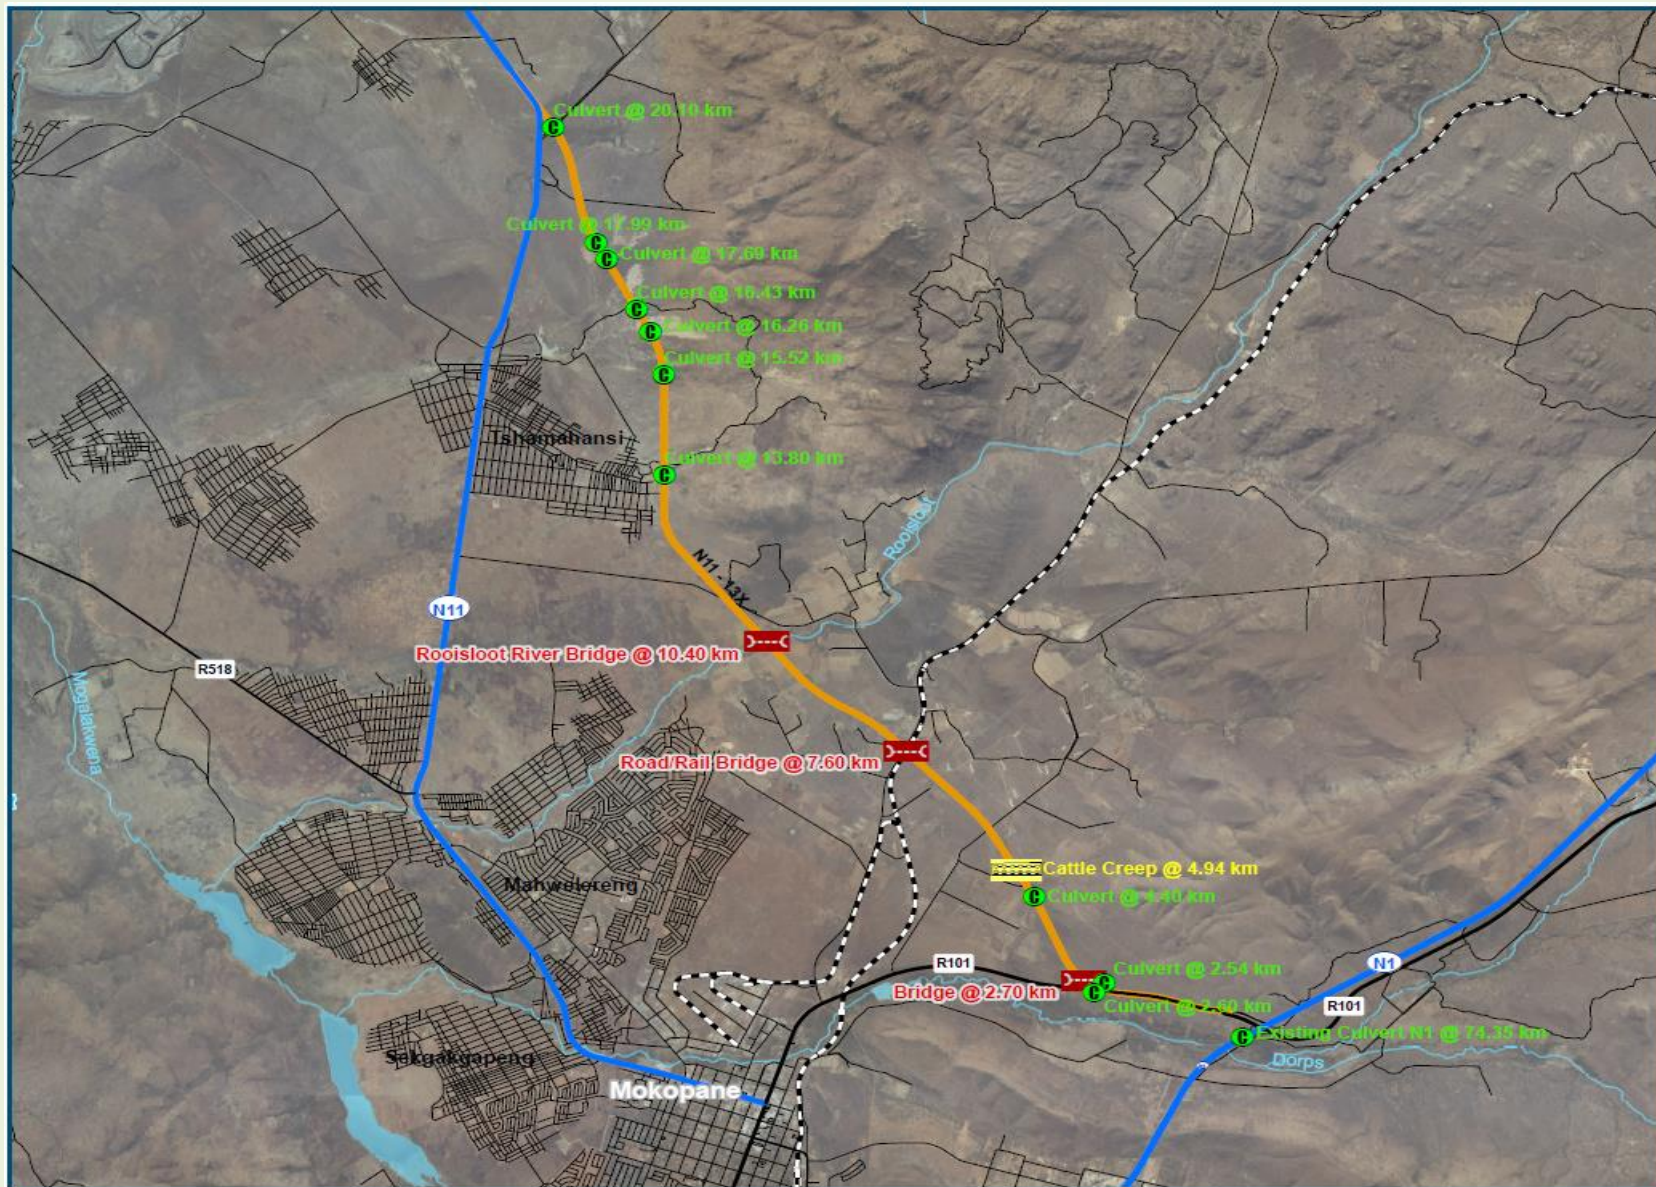 Culvert @ 20.10 km
Culvert @ 17.99 km
Culvert @ 17.69 km
Culvert @ 16.43 km
Culvert @ 16.26 km
Culvert @ 15.52 km
Tshamahansi
Culvert @ 13.80 km
Rooisloot
N11 - 13X
N11
Rooisloot River Bridge @ 10.40 km
R518
Mogalakwena
Road/Rail Bridge @ 7.60 km
Cattle Creep @ 4.94 km
Mahwelereng
Culvert @ 4.40 km
R101
N1
Culvert @ 2.54 km
Bridge @ 2.70 km
Culvert @ 2.60 km
R101
Existing Culvert N1 @ 74.35 km
Sekgakgapeng
Dorps
Mokopane
C
C
C
C
C
C
C
C
C
C
C